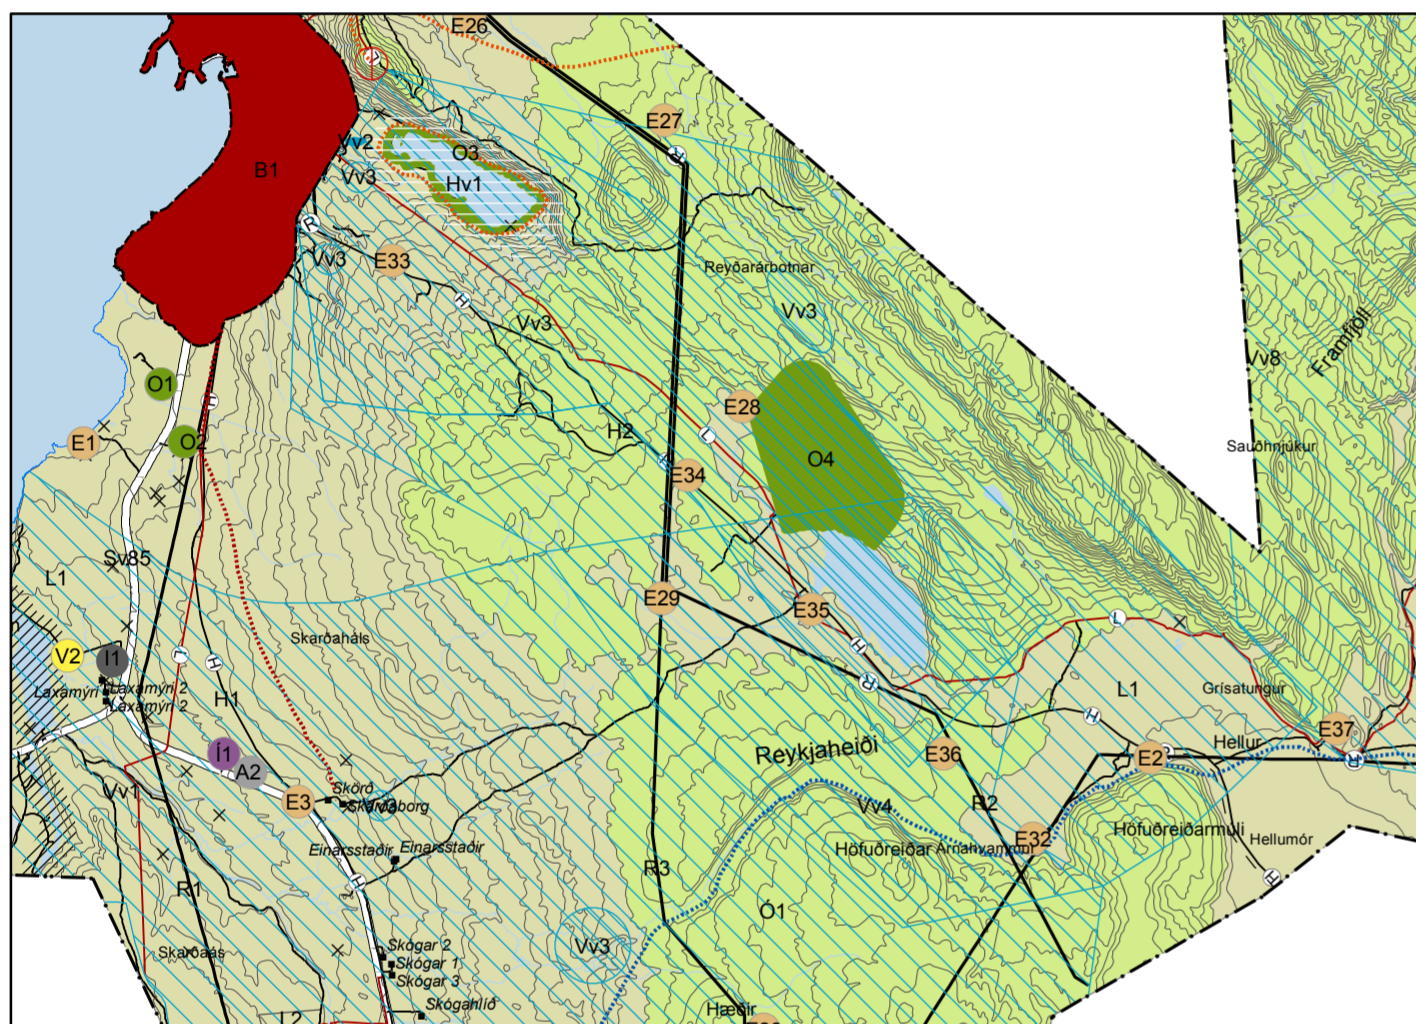 E26
E27
Vv2
O3
B1
Vv3
Hv1
R
R
Vv3
E33
Reyðarárbotnar
H
Vv3
Vv3
Framfjöll
Vv8
O1
E28
L
H2
L
E1
O2
O4
Sauðhnjúkur
H
E34
Sv85
L1
E29
E35
Skarðaháls
L
V2
I1
L
H
H
Laxamýri
Laxamýri 2
Laxamýri 2
H1
R
L1
Grísatungur
H
E37
Í1
A2
Reykjaheiði
E36
E2
R
Hellur
R
Vv1
E3
Skörð
Skarðaborg
Vv3
Vv4
R2
E32
Höfuðreiðarmúli
Hellumór
Höfuðreiðar
Árnahvammur
Einarsstaðir
Einarsstaðir
R3
R1
H
H
Ó1
Skarðaás
Skógar 2
Skógar 1
Skógar 3
Vv3
Skógahlíð
Hæðir
L2